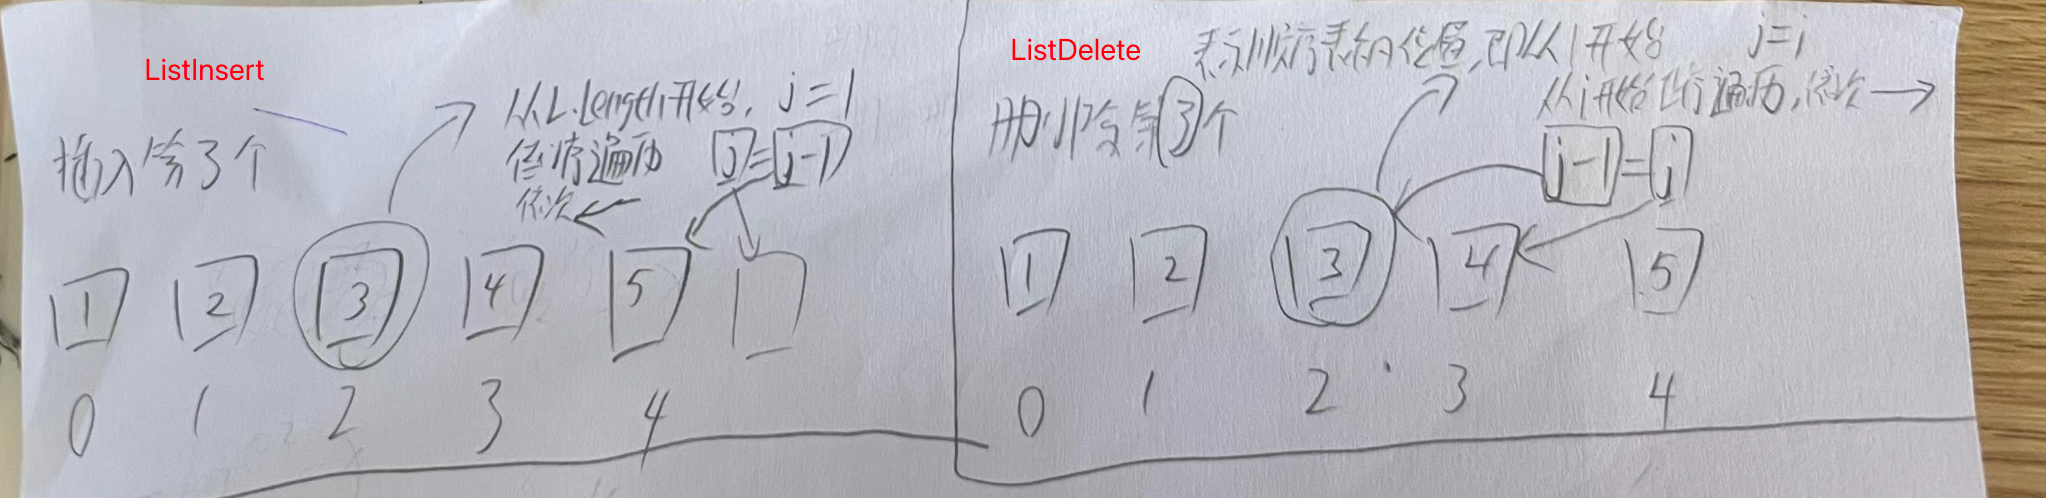 ListInsert
插入第3个
从L.length开始, j=1
倒序遍历 j=j-1
依次←
1 2 3 4 5
0 1 2 3 4
ListDelete
表示顺序表的位置,即从1开始 j=i
删除第3个
从i开始进行遍历,依次→
j-1=j
1 2 3 4 5
0 1 2 3 4